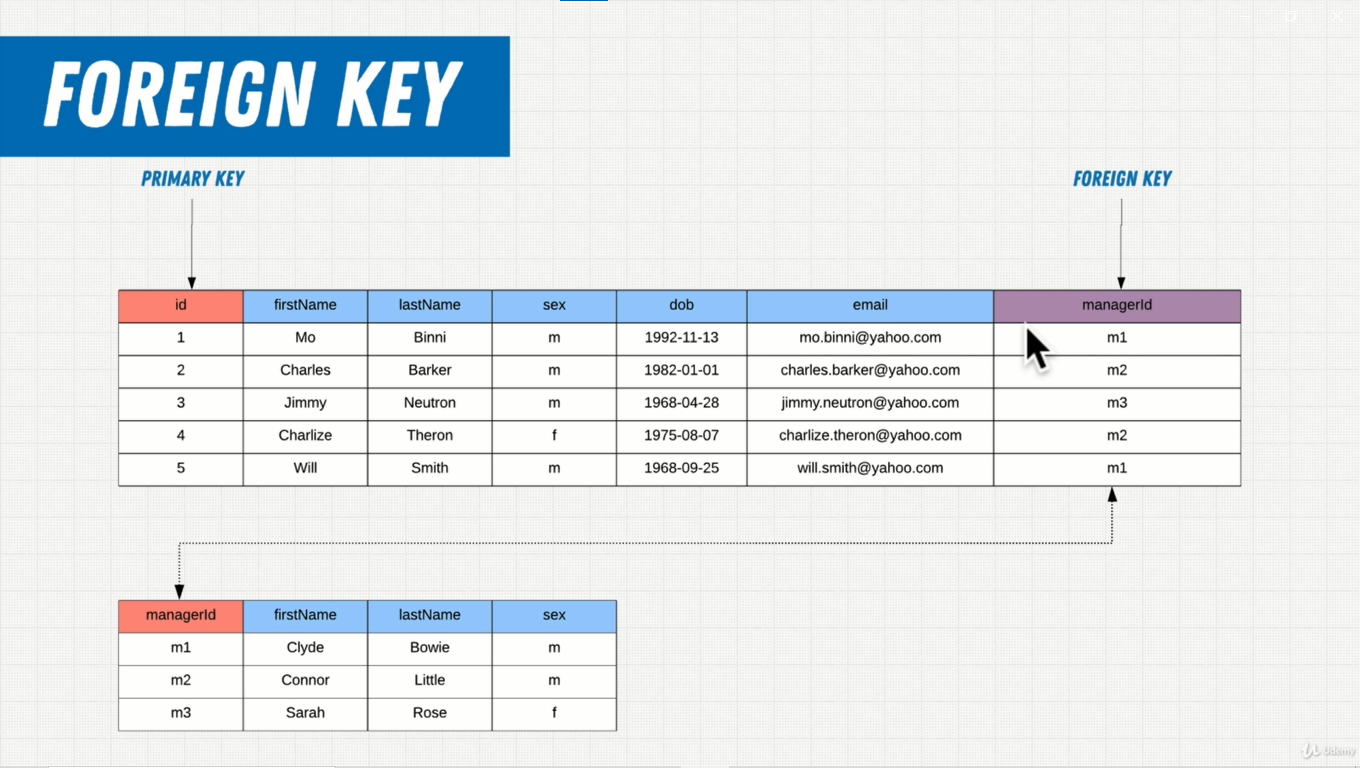 FOREIGN KEY
PRIMARY KEY
FOREIGN KEY
id firstName lastName sex dob email managerId
1 Mo Binni m 1992-11-13 mo.binni@yahoo.com m1
2 Charles Barker m 1982-01-01 charles.barker@yahoo.com m2
3 Jimmy Neutron m 1968-04-28 jimmy.neutron@yahoo.com m3
4 Charlize Theron f 1975-08-07 charlize.theron@yahoo.com m2
5 Will Smith m 1968-09-25 will.smith@yahoo.com m1
managerId firstName lastName sex
m1 Clyde Bowie m
m2 Connor Little m
m3 Sarah Rose f
Udemy